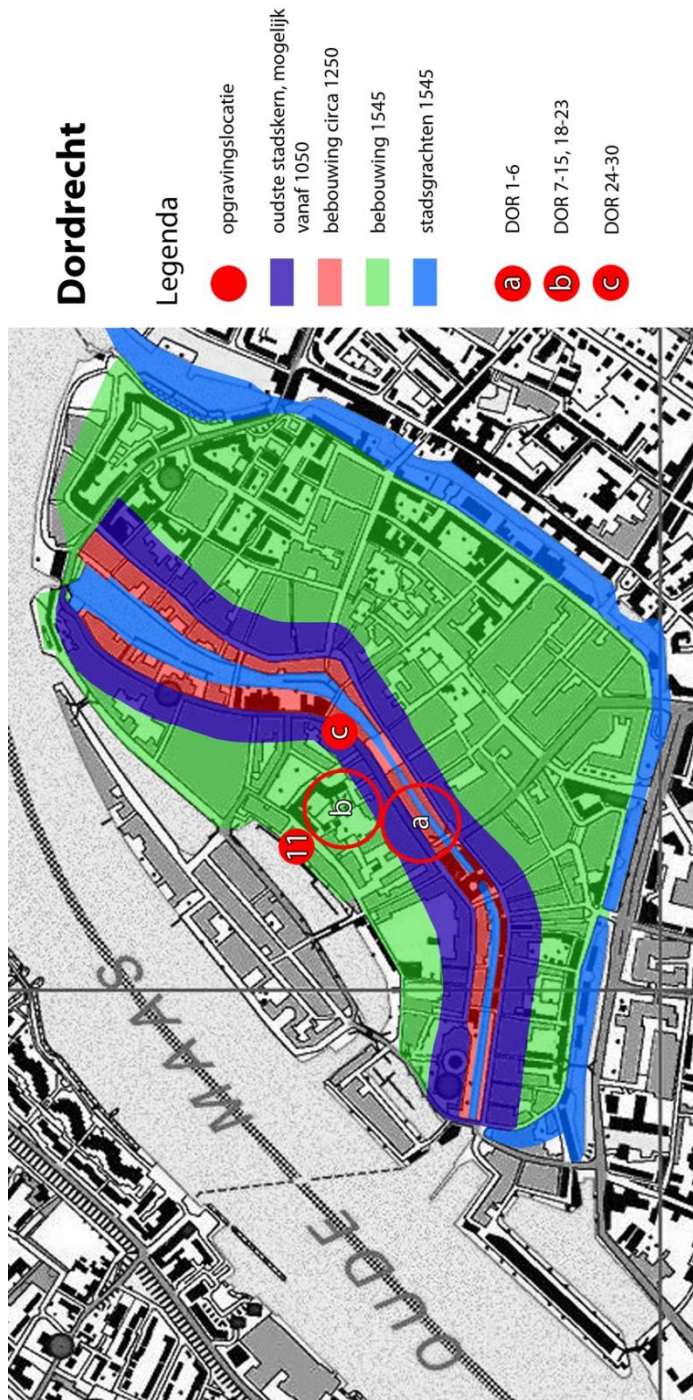 Dordrecht
Legenda
opgravingslocatie
oudste stadskern, mogelijk
vanaf 1050
bebouwing circa 1250
bebouwing 1545
stadsgrachten 1545
a DOR 1-6
b DOR 7-15, 18-23
c DOR 24-30
11
b
c
a
OUDE MAAS